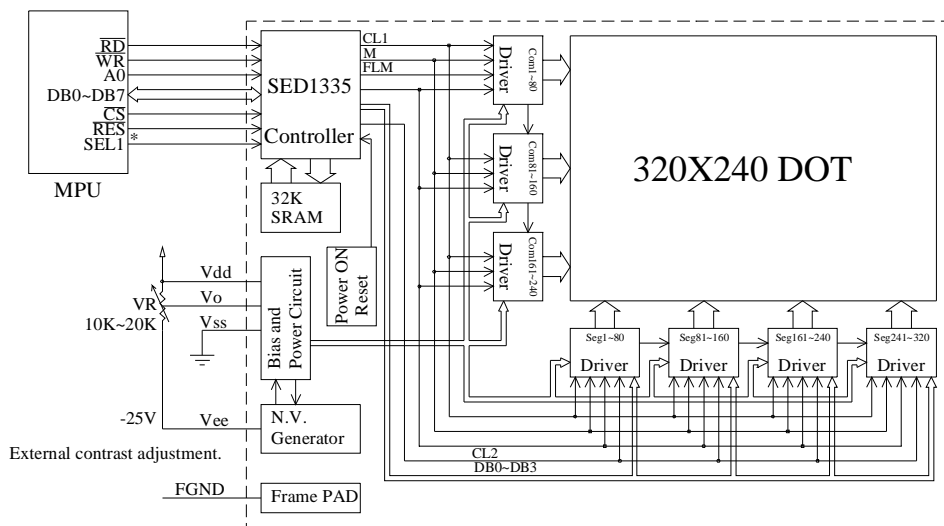 MPU
RD
WR
A0
DB0~DB7
CS
RES
SEL1 *
SED1335
Controller
32K
SRAM
Power ON
Reset
CL1
M
FLM
Driver
Com1~80
Driver
Com81~160
Driver
Com161~240
320X240 DOT
Vdd
VR
Vo
10K~20K
Vss
Bias and
Power Circuit
-25V
Vee
N.V.
Generator
External contrast adjustment.
FGND
Frame PAD
Seg1~80
Driver
Seg81~160
Driver
Seg161~240
Driver
Seg241~320
Driver
CL2
DB0~DB3